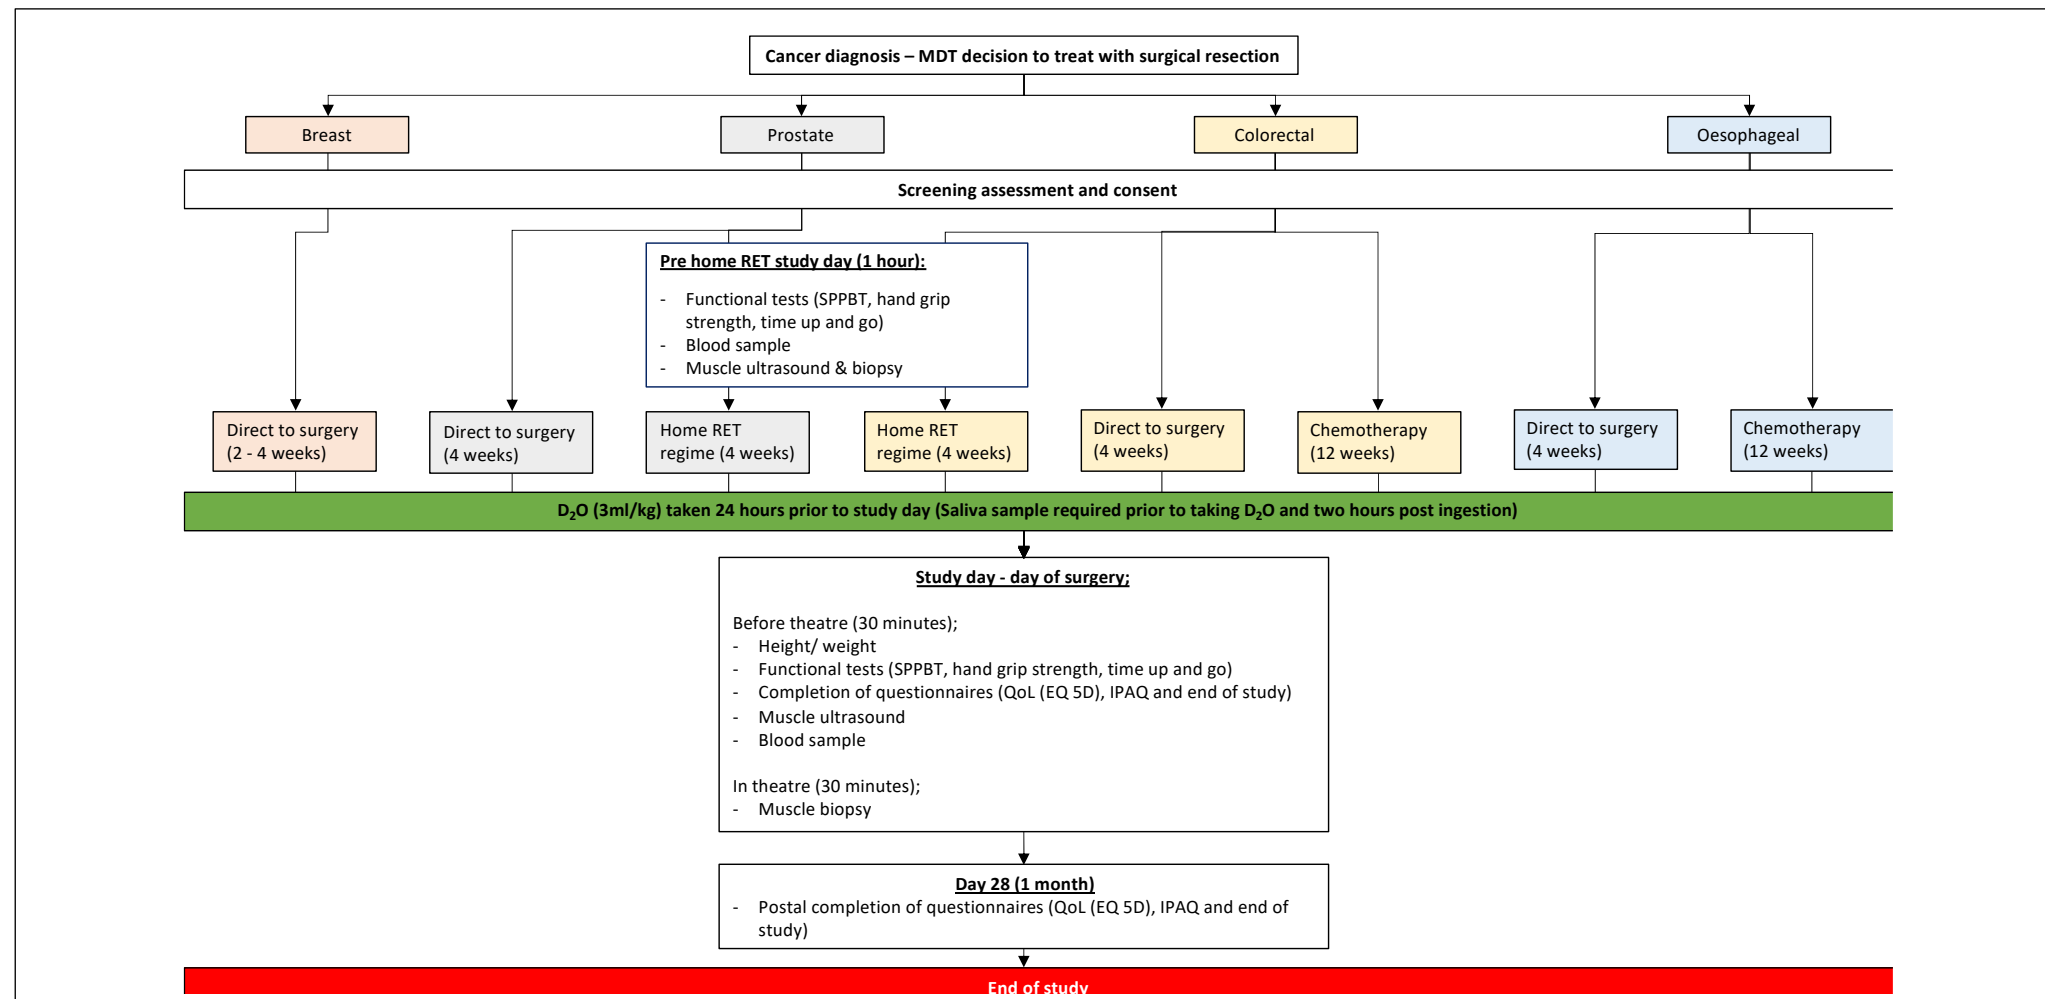 Cancer diagnosis – MDT decision to treat with surgical resection
Breast
Prostate
Colorectal
Oesophageal
Screening assessment and consent
Pre home RET study day (1 hour):
- Functional tests (SPPBT, hand grip
strength, time up and go)
- Blood sample
- Muscle ultrasound & biopsy
Direct to surgery
(2 - 4 weeks)
Direct to surgery
(4 weeks)
Home RET
regime (4 weeks)
Home RET
regime (4 weeks)
Direct to surgery
(4 weeks)
Chemotherapy
(12 weeks)
Direct to surgery
(4 weeks)
Chemotherapy
(12 weeks)
D₂O (3ml/kg) taken 24 hours prior to study day (Saliva sample required prior to taking D₂O and two hours post ingestion)
Study day - day of surgery;
Before theatre (30 minutes);
- Height/ weight
- Functional tests (SPPBT, hand grip strength, time up and go)
- Completion of questionnaires (QoL (EQ 5D), IPAQ and end of study)
- Muscle ultrasound
- Blood sample
In theatre (30 minutes);
- Muscle biopsy
Day 28 (1 month)
- Postal completion of questionnaires (QoL (EQ 5D), IPAQ and end of
study)
End of study